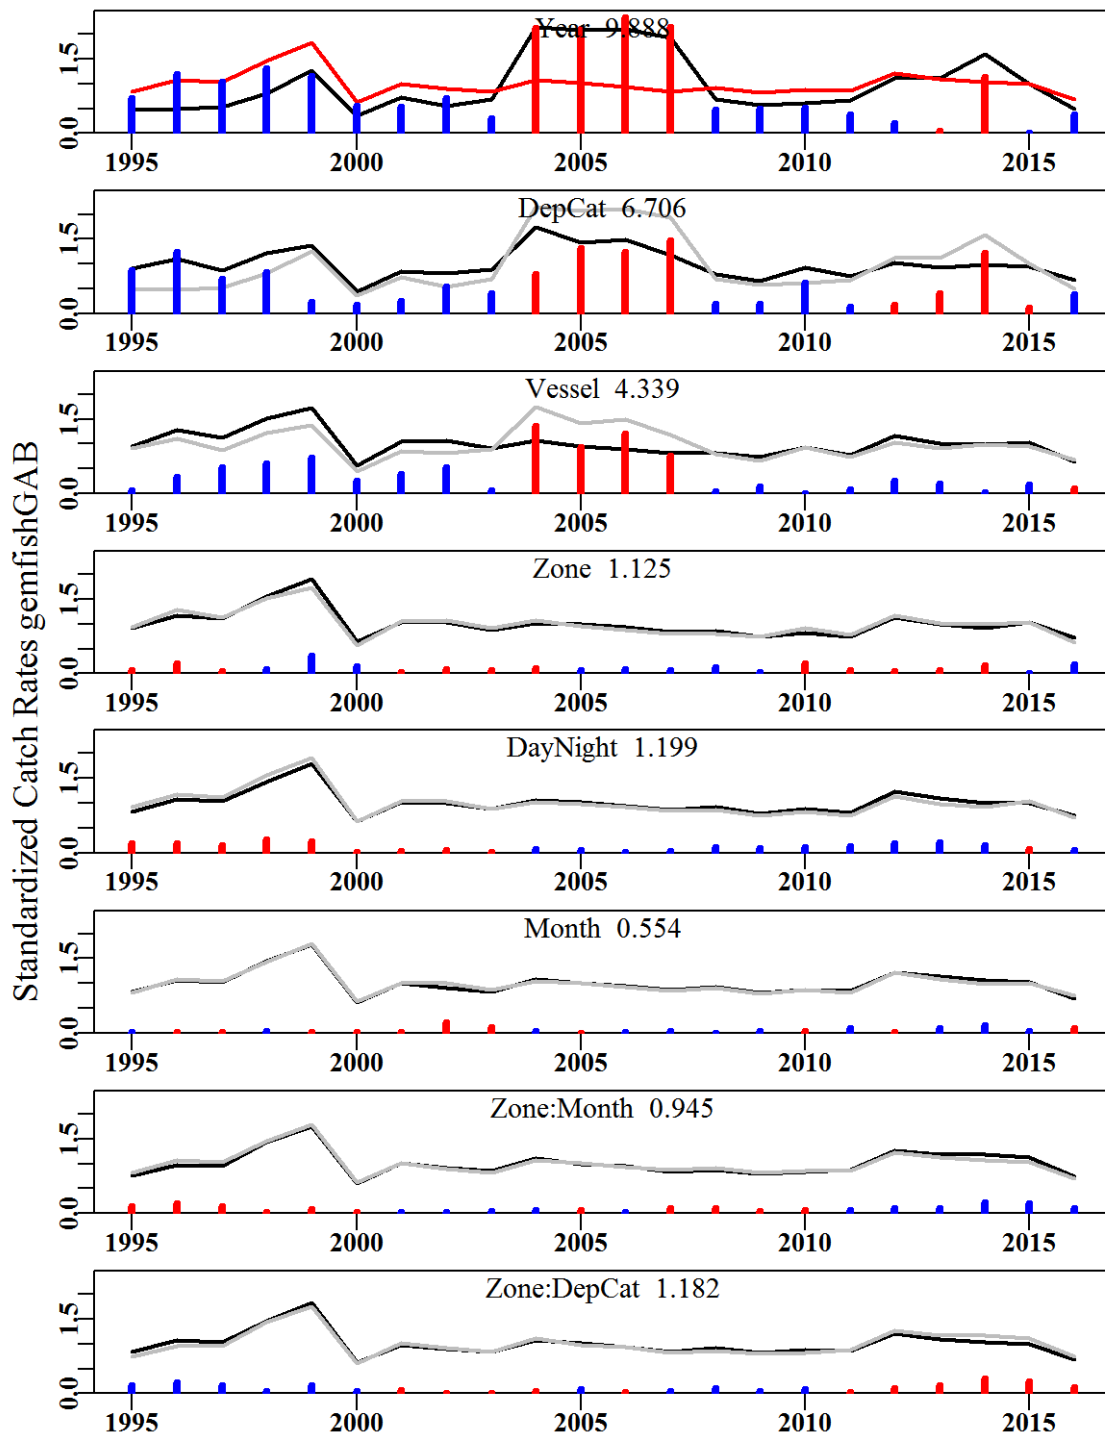 Standardized Catch Rates gemfishGAB
Year 9.888
0.0 1.5
1995 2000 2005 2010 2015
DepCat 6.706
0.0 1.5
1995 2000 2005 2010 2015
Vessel 4.339
0.0 1.5
1995 2000 2005 2010 2015
Zone 1.125
0.0 1.5
1995 2000 2005 2010 2015
DayNight 1.199
0.0 1.5
1995 2000 2005 2010 2015
Month 0.554
0.0 1.5
1995 2000 2005 2010 2015
Zone:Month 0.945
0.0 1.5
1995 2000 2005 2010 2015
Zone:DepCat 1.182
0.0 1.5
1995 2000 2005 2010 2015